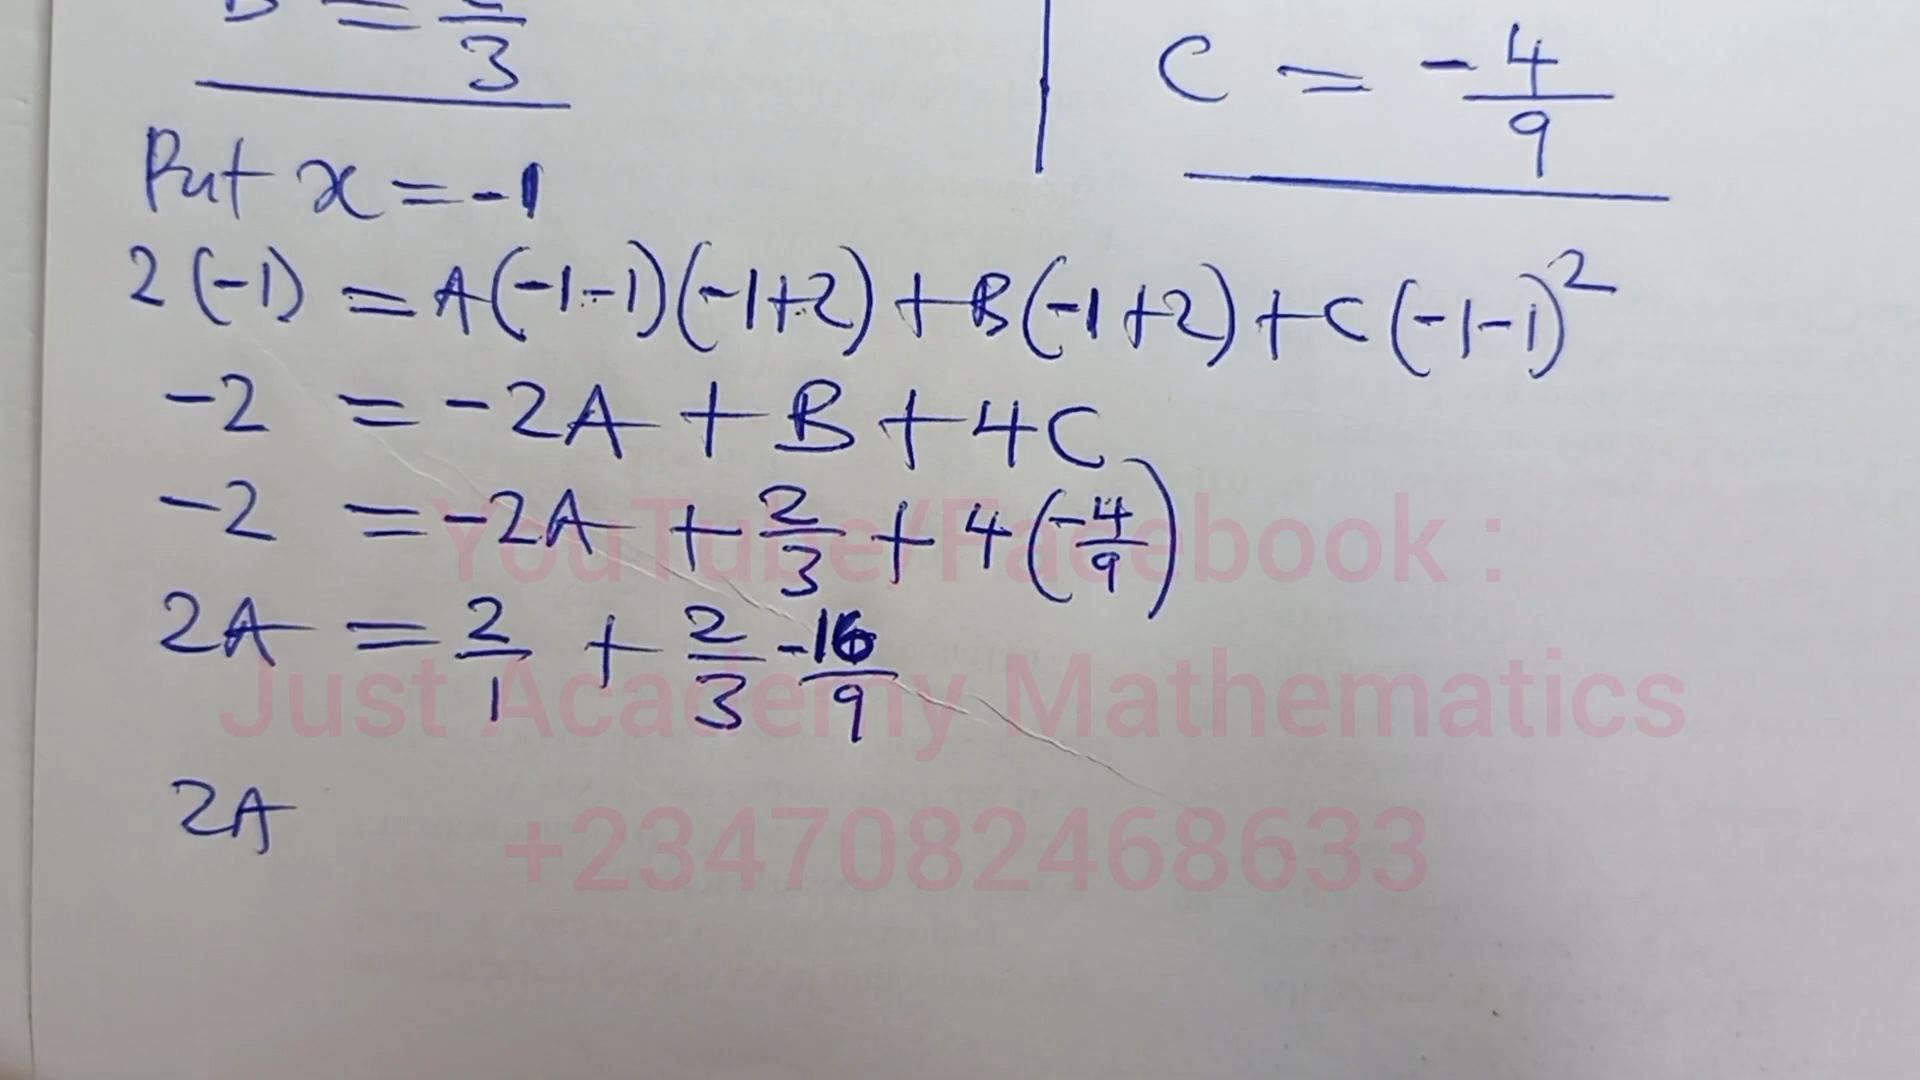 B = 2/3
C = -4/9
Put x = -1
2(-1) = A(-1-1)(-1+2) + B(-1+2) + C(-1-1)²
-2 = -2A + B + 4C
-2 = -2A + 2/3 + 4(-4/9)
2A = 2/1 + 2/3 -16/9
2A
YouTube/Facebook :
Just Academy Mathematics
+2347082468633